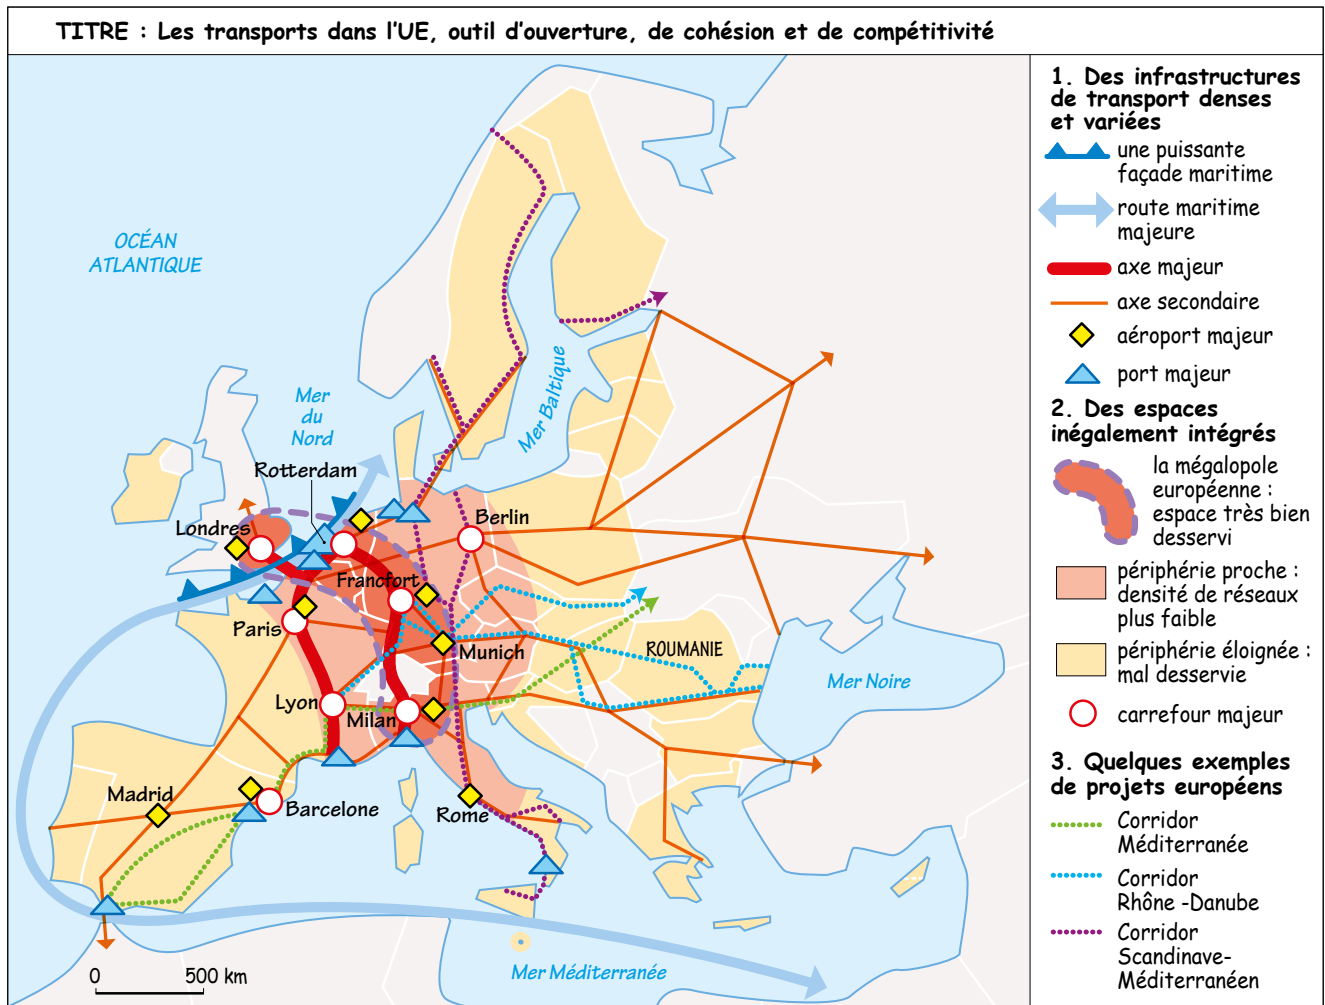 TITRE : Les transports dans l'UE, outil d'ouverture, de cohésion et de compétitivité
OCÉAN
ATLANTIQUE
Mer
du
Nord
Mer Baltique
Rotterdam
Londres
Berlin
Francfort
Paris
Munich
ROUMANIE
Mer Noire
Lyon
Milan
Madrid
Barcelone
Rome
Mer Méditerranée
0 500 km
1. Des infrastructures
de transport denses
et variées
une puissante
façade maritime
route maritime
majeure
axe majeur
axe secondaire
aéroport majeur
port majeur
2. Des espaces
inégalement intégrés
la mégalopole
européenne :
espace très bien
desservi
périphérie proche :
densité de réseaux
plus faible
périphérie éloignée :
mal desservie
carrefour majeur
3. Quelques exemples
de projets européens
Corridor
Méditerranée
Corridor
Rhône -Danube
Corridor
Scandinave-
Méditerranéen